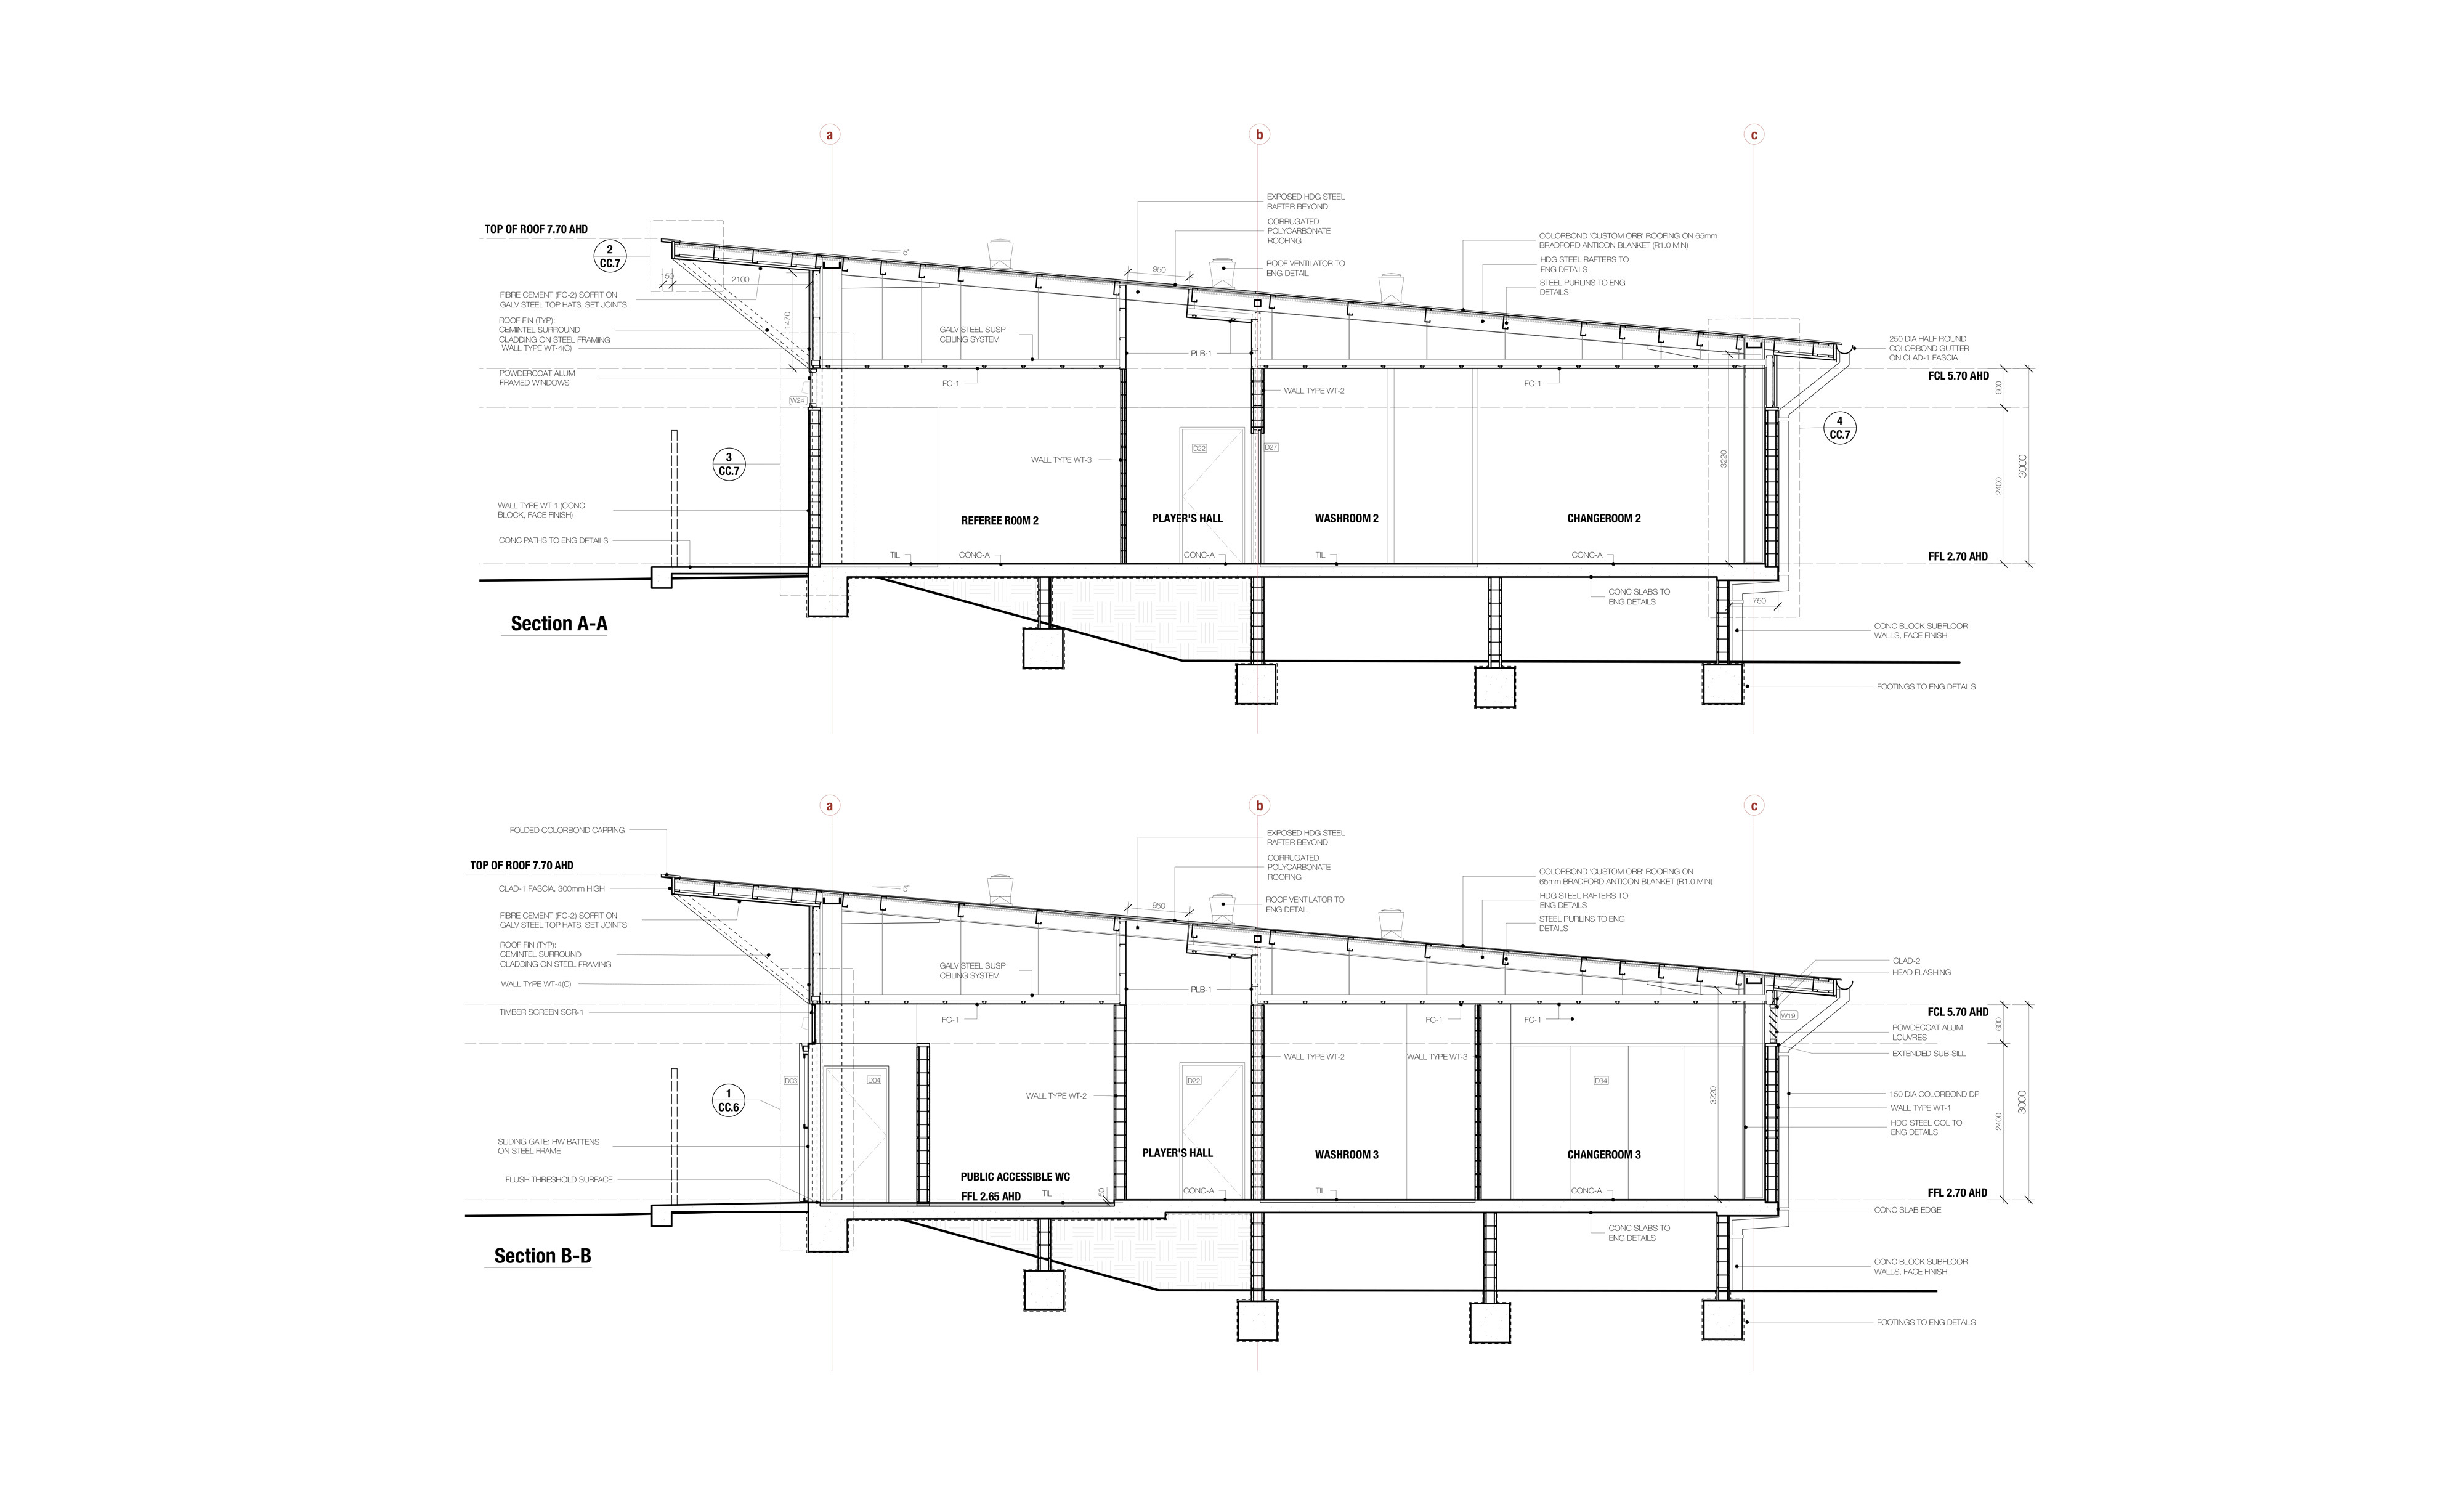 a
b
c
EXPOSED HDG STEEL
RAFTER BEYOND
CORRUGATED
POLYCARBONATE
ROOFING
TOP OF ROOF 7.70 AHD
2
CC.7
5°
950
ROOF VENTILATOR TO
ENG DETAIL
COLORBOND 'CUSTOM ORB' ROOFING ON 65mm
BRADFORD ANTICON BLANKET (R1.0 MIN)
HDG STEEL RAFTERS TO
ENG DETAILS
STEEL PURLINS TO ENG
DETAILS
150
2100
FIBRE CEMENT (FC-2) SOFFIT ON
GALV STEEL TOP HATS, SET JOINTS
ROOF FIN (TYP):
CEMINTEL SURROUND
CLADDING ON STEEL FRAMING
WALL TYPE WT-4(C)
1470
GALV STEEL SUSP
CEILING SYSTEM
PLB-1
250 DIA HALF ROUND
COLORBOND GUTTER
ON CLAD-1 FASCIA
POWDERCOAT ALUM
FRAMED WINDOWS
FC-1
WALL TYPE WT-2
FC-1
FCL 5.70 AHD
600
W24
4
CC.7
3
CC.7
D22
D27
WALL TYPE WT-3
3220
2400
3000
WALL TYPE WT-1 (CONC
BLOCK, FACE FINISH)
REFEREE R00M 2
PLAYER'S HALL
WASHROOM 2
CHANGEROOM 2
CONC PATHS TO ENG DETAILS
TIL
CONC-A
CONC-A
TIL
CONC-A
FFL 2.70 AHD
CONC SLABS TO
ENG DETAILS
750
Section A-A
CONC BLOCK SUBFLOOR
WALLS, FACE FINISH
FOOTINGS TO ENG DETAILS
a
b
c
FOLDED COLORBOND CAPPING
EXPOSED HDG STEEL
RAFTER BEYOND
CORRUGATED
POLYCARBONATE
ROOFING
TOP OF ROOF 7.70 AHD
CLAD-1 FASCIA, 300mm HIGH
5°
950
ROOF VENTILATOR TO
ENG DETAIL
COLORBOND 'CUSTOM ORB' ROOFING ON
65mm BRADFORD ANTICON BLANKET (R1.0 MIN)
HDG STEEL RAFTERS TO
ENG DETAILS
STEEL PURLINS TO ENG
DETAILS
FIBRE CEMENT (FC-2) SOFFIT ON
GALV STEEL TOP HATS, SET JOINTS
ROOF FIN (TYP):
CEMINTEL SURROUND
CLADDING ON STEEL FRAMING
WALL TYPE WT-4(C)
GALV STEEL SUSP
CEILING SYSTEM
PLB-1
CLAD-2
HEAD FLASHING
TIMBER SCREEN SCR-1
FC-1
FC-1
FC-1
W19
FCL 5.70 AHD
600
POWDECOAT ALUM
LOUVRES
EXTENDED SUB-SILL
WALL TYPE WT-2
WALL TYPE WT-3
D03
D04
D22
D34
1
CC.6
WALL TYPE WT-2
3220
150 DIA COLORBOND DP
WALL TYPE WT-1
HDG STEEL COL TO
ENG DETAILS
2400
3000
SLIDING GATE: HW BATTENS
ON STEEL FRAME
PLAYER'S HALL
WASHROOM 3
CHANGEROOM 3
FLUSH THRESHOLD SURFACE
PUBLIC ACCESSIBLE WC
FFL 2.65 AHD
TIL
50
CONC-A
TIL
CONC-A
FFL 2.70 AHD
CONC SLAB EDGE
CONC SLABS TO
ENG DETAILS
Section B-B
CONC BLOCK SUBFLOOR
WALLS, FACE FINISH
FOOTINGS TO ENG DETAILS